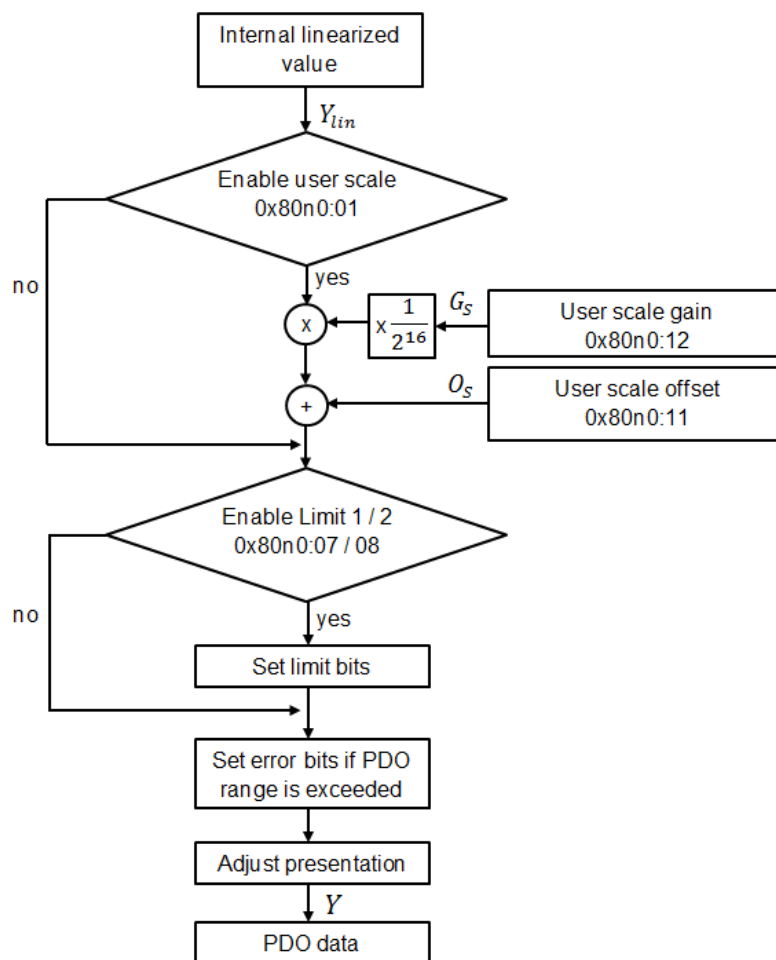 Internal linearized
value
Y_lin
Enable user scale
0x80n0:01
no
yes
x
x 1/2^16
G_S
User scale gain
0x80n0:12
+
O_S
User scale offset
0x80n0:11
Enable Limit 1 / 2
0x80n0:07 / 08
no
yes
Set limit bits
Set error bits if PDO
range is exceeded
Adjust presentation
Y
PDO data